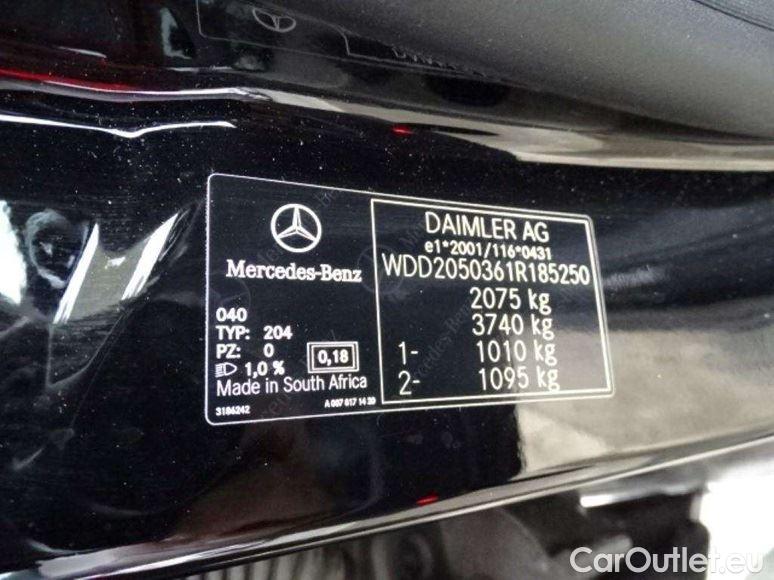 Mercedes-Benz
040
TYP: 204
PZ: 0
1,0 %
0,18
Made in South Africa
3186242
A 007 817 14 39
DAIMLER AG
e1*2001/116*0431
WDD2050361R185250
2075 kg
3740 kg
1- 1010 kg
2- 1095 kg
CarOutlet.eu